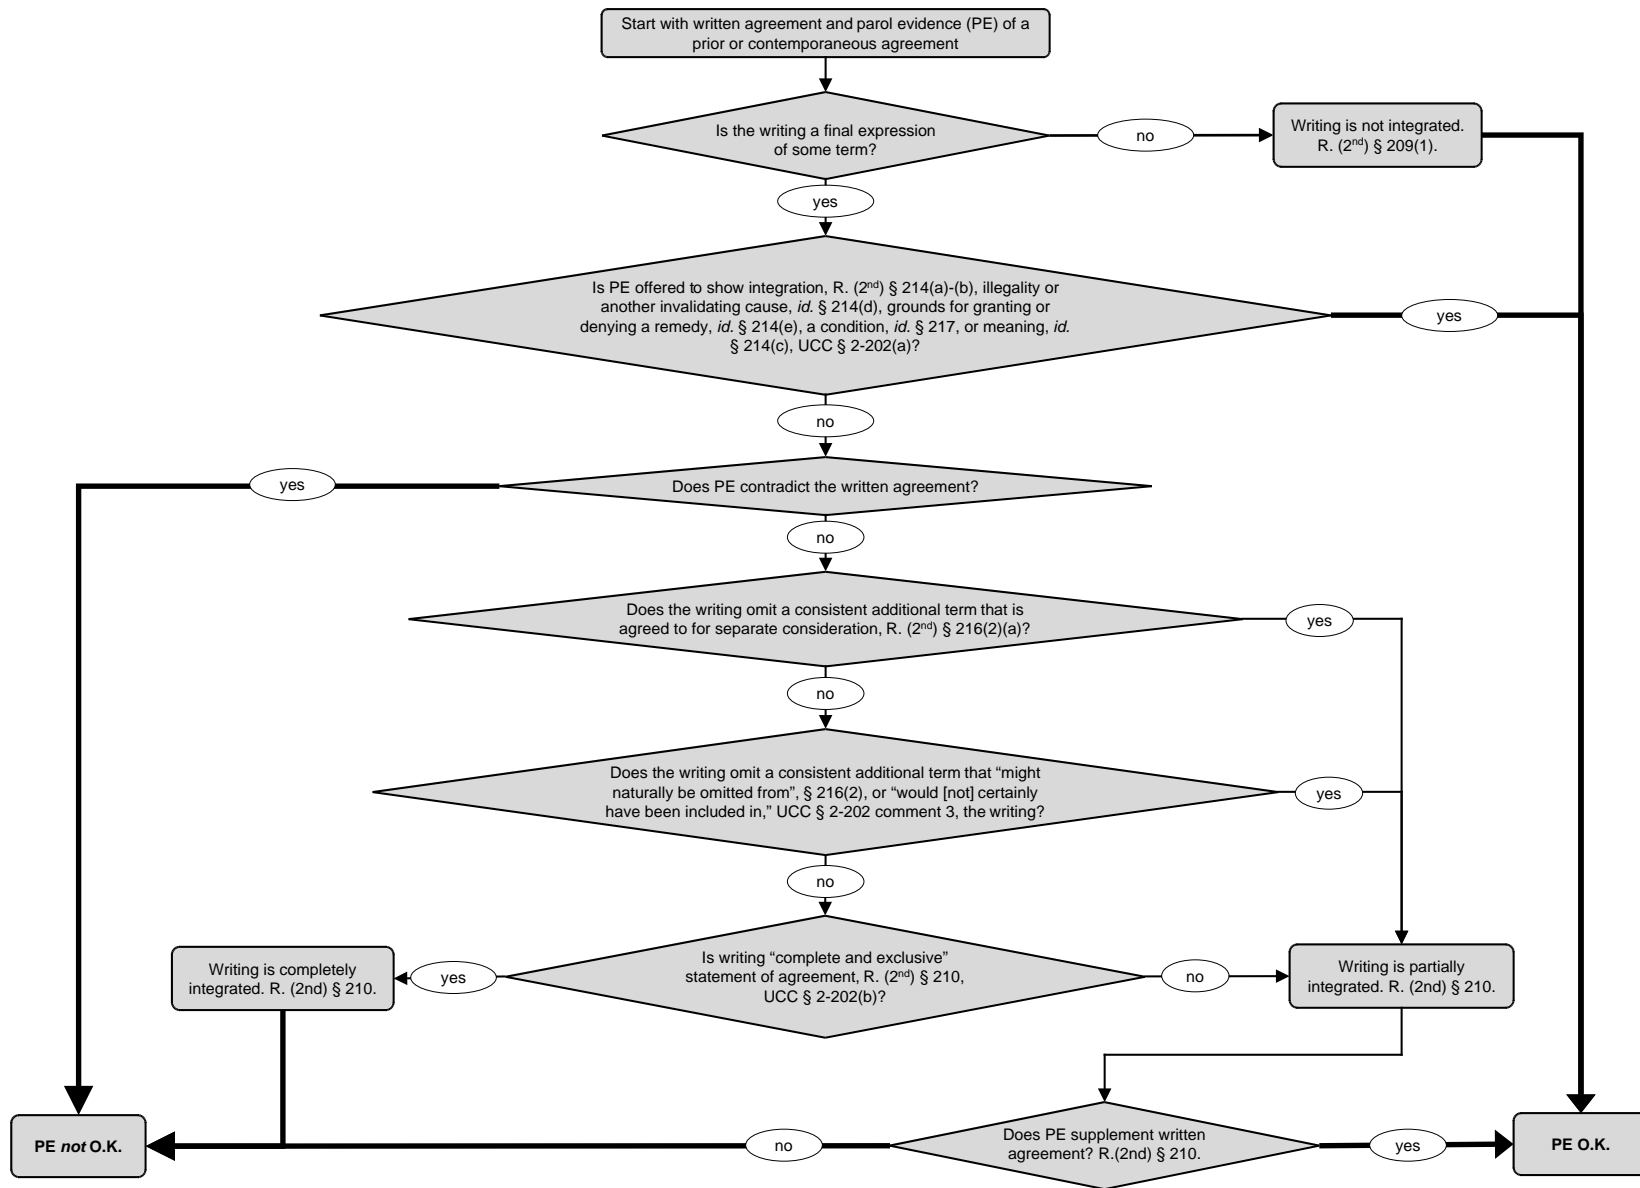 Start with written agreement and parol evidence (PE) of a
prior or contemporaneous agreement
Is the writing a final expression
of some term?
no
Writing is not integrated.
R. (2nd) § 209(1).
yes
Is PE offered to show integration, R. (2nd) § 214(a)-(b), illegality or
another invalidating cause, id. § 214(d), grounds for granting or
denying a remedy, id. § 214(e), a condition, id. § 217, or meaning, id.
§ 214(c), UCC § 2-202(a)?
yes
no
Does PE contradict the written agreement?
yes
no
Does the writing omit a consistent additional term that is
agreed to for separate consideration, R. (2nd) § 216(2)(a)?
yes
no
Does the writing omit a consistent additional term that “might
naturally be omitted from”, § 216(2), or “would [not] certainly
have been included in,” UCC § 2-202 comment 3, the writing?
yes
no
Is writing “complete and exclusive”
statement of agreement, R. (2nd) § 210,
UCC § 2-202(b)?
yes
Writing is completely
integrated. R. (2nd) § 210.
no
Writing is partially
integrated. R. (2nd) § 210.
Does PE supplement written
agreement? R.(2nd) § 210.
no
PE not O.K.
yes
PE O.K.